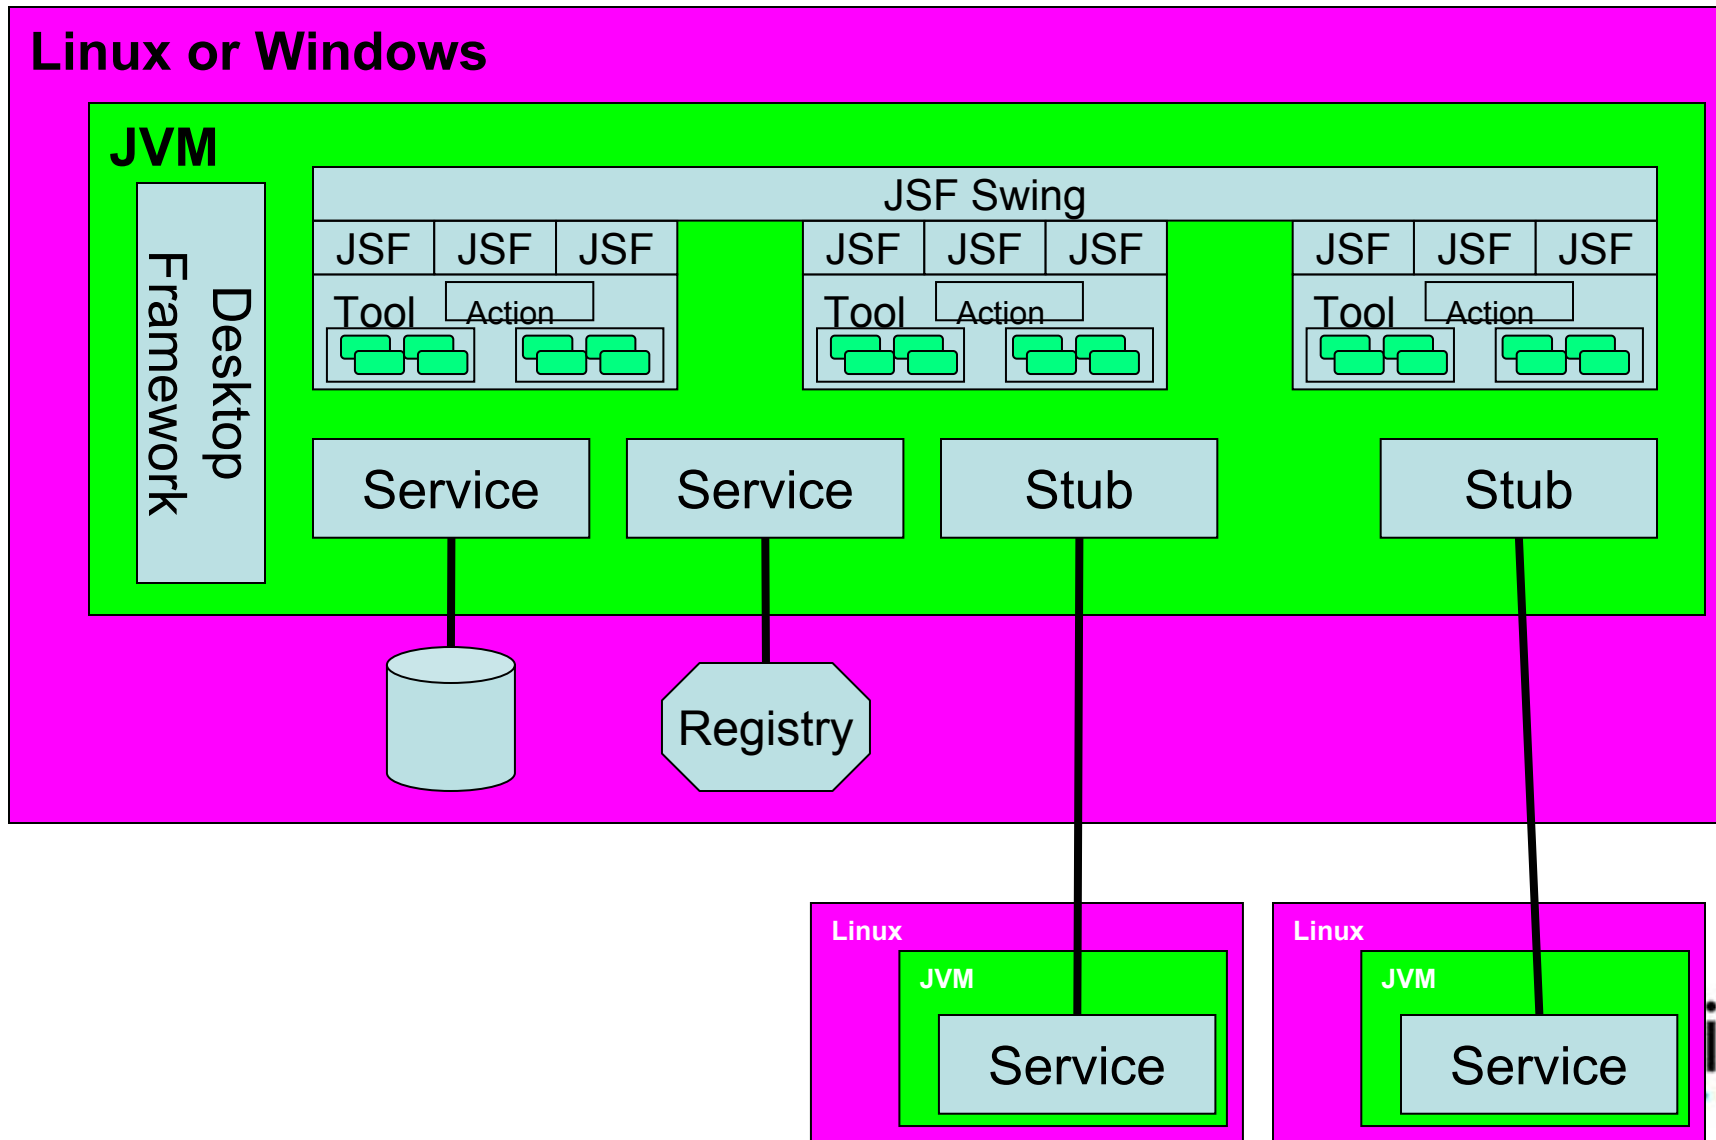 Linux or Windows
JVM
Desktop
Framework
JSF Swing
JSF JSF JSF JSF JSF JSF JSF JSF JSF
Tool Action Tool Action Tool Action
Service Service Stub Stub
Registry
Linux Linux
JVM JVM
Service Service